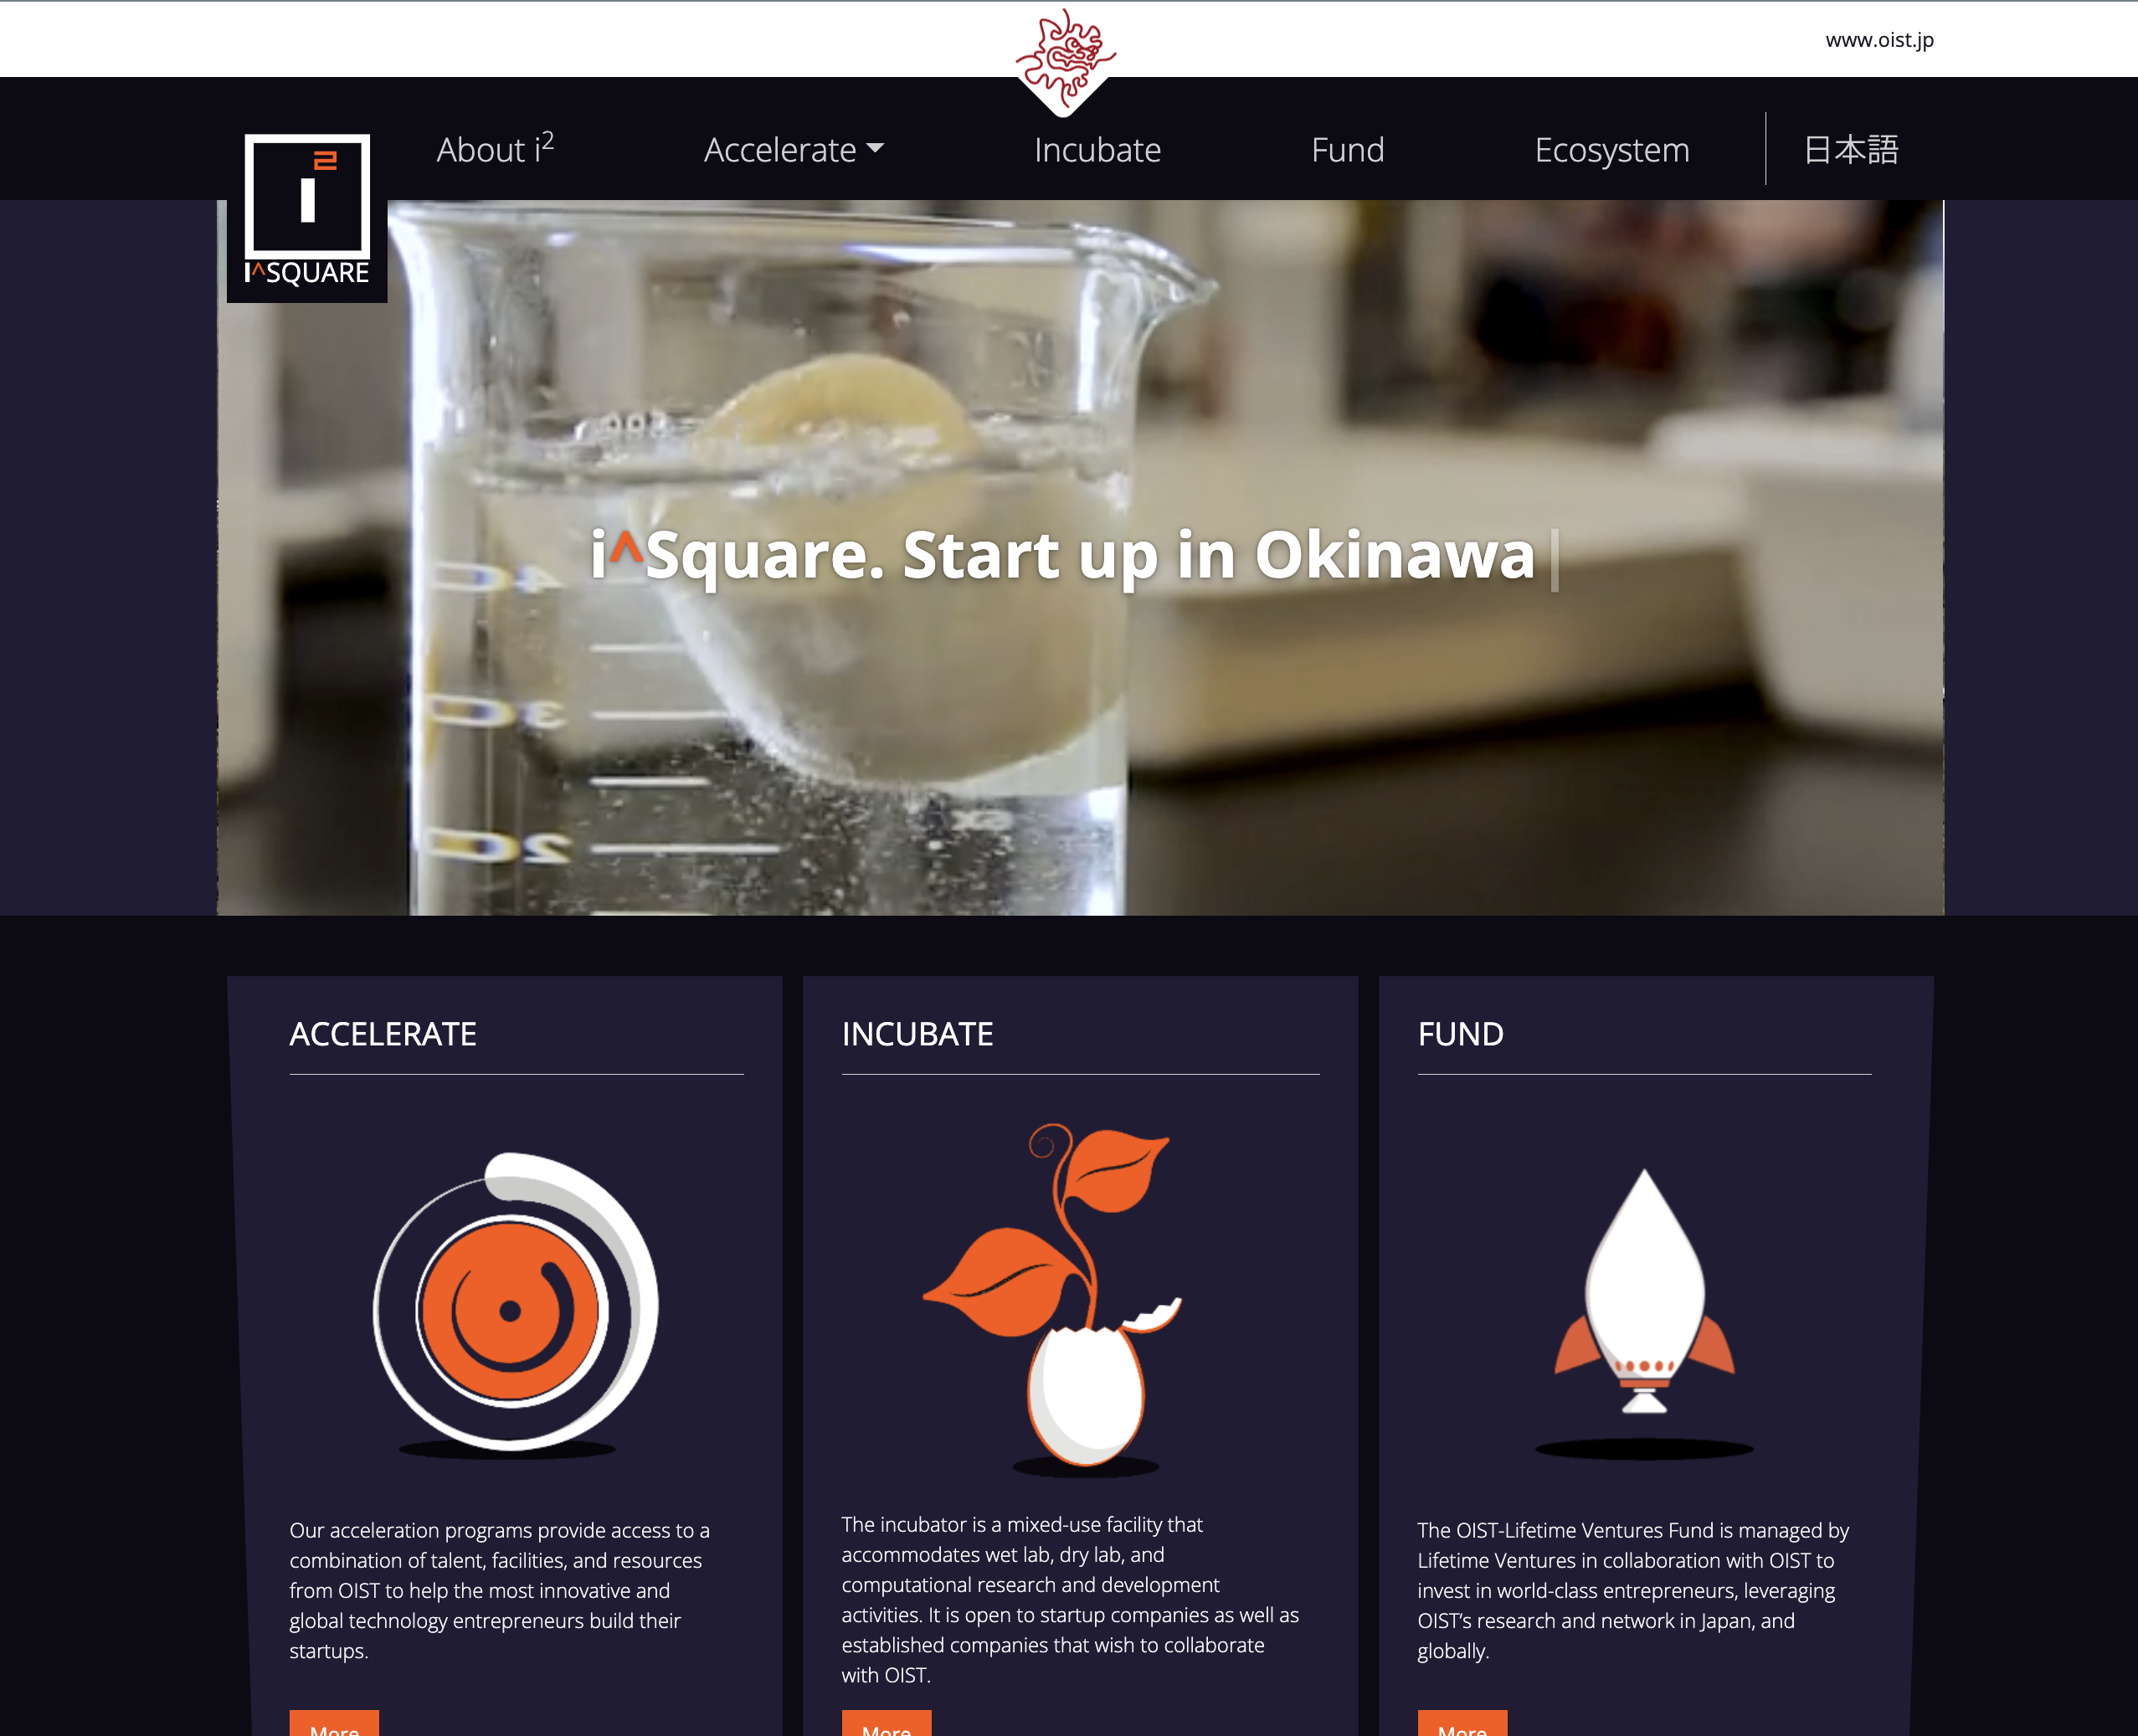 www.oist.jp
About i²
Accelerate
Incubate
Fund
Ecosystem
日本語
i²
I^SQUARE
i^Square. Start up in Okinawa
ACCELERATE
INCUBATE
FUND
Our acceleration programs provide access to a
combination of talent, facilities, and resources
from OIST to help the most innovative and
global technology entrepreneurs build their
startups.
More
The incubator is a mixed-use facility that
accommodates wet lab, dry lab, and
computational research and development
activities. It is open to startup companies as well as
established companies that wish to collaborate
with OIST.
More
The OIST-Lifetime Ventures Fund is managed by
Lifetime Ventures in collaboration with OIST to
invest in world-class entrepreneurs, leveraging
OIST’s research and network in Japan, and
globally.
More